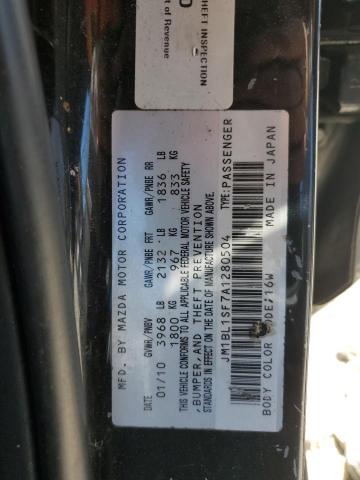 THEFT INSPECTION
t of Revenue
MFD. BY MAZDA MOTOR CORPORATION
DATE GVWR/PNBV GAWR/PNBE FRT GAWR/PNBE RR
01/10 3968 LB 2132 LB 1836 LB
1800 KG 967 KG 833 KG
THIS VEHICLE CONFORMS TO ALL APPLICABLE FEDERAL MOTOR VEHICLE SAFETY
,BUMPER,AND THEFT PREVENTION
STANDARDS IN EFFECT ON THE DATE OF MANUFACTURE SHOWN ABOVE.
JM1BL1SF7A1280504 TYPE:PASSENGER
BODY COLOR CODE:16W MADE IN JAPAN